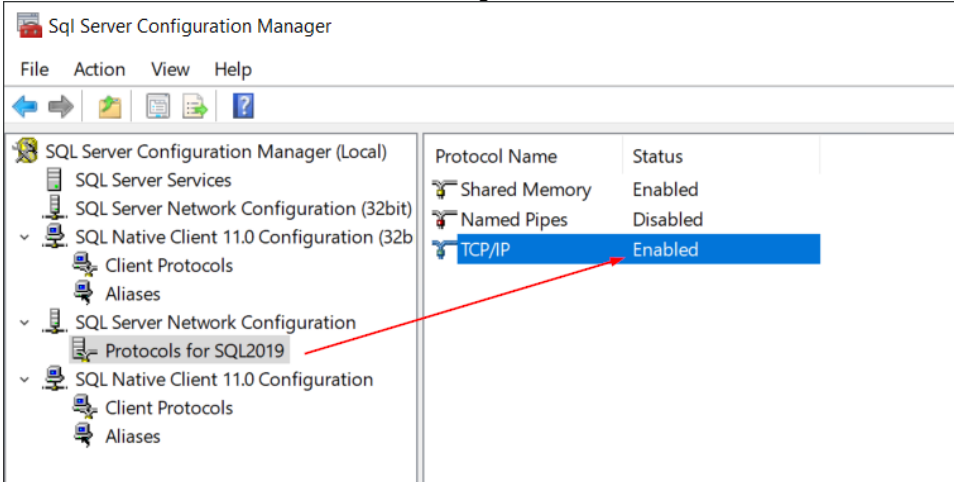 Sql Server Configuration Manager
File Action View Help
SQL Server Configuration Manager (Local)
SQL Server Services
SQL Server Network Configuration (32bit)
SQL Native Client 11.0 Configuration (32b
Client Protocols
Aliases
SQL Server Network Configuration
Protocols for SQL2019
SQL Native Client 11.0 Configuration
Client Protocols
Aliases
Protocol Name Status
Shared Memory Enabled
Named Pipes Disabled
TCP/IP Enabled